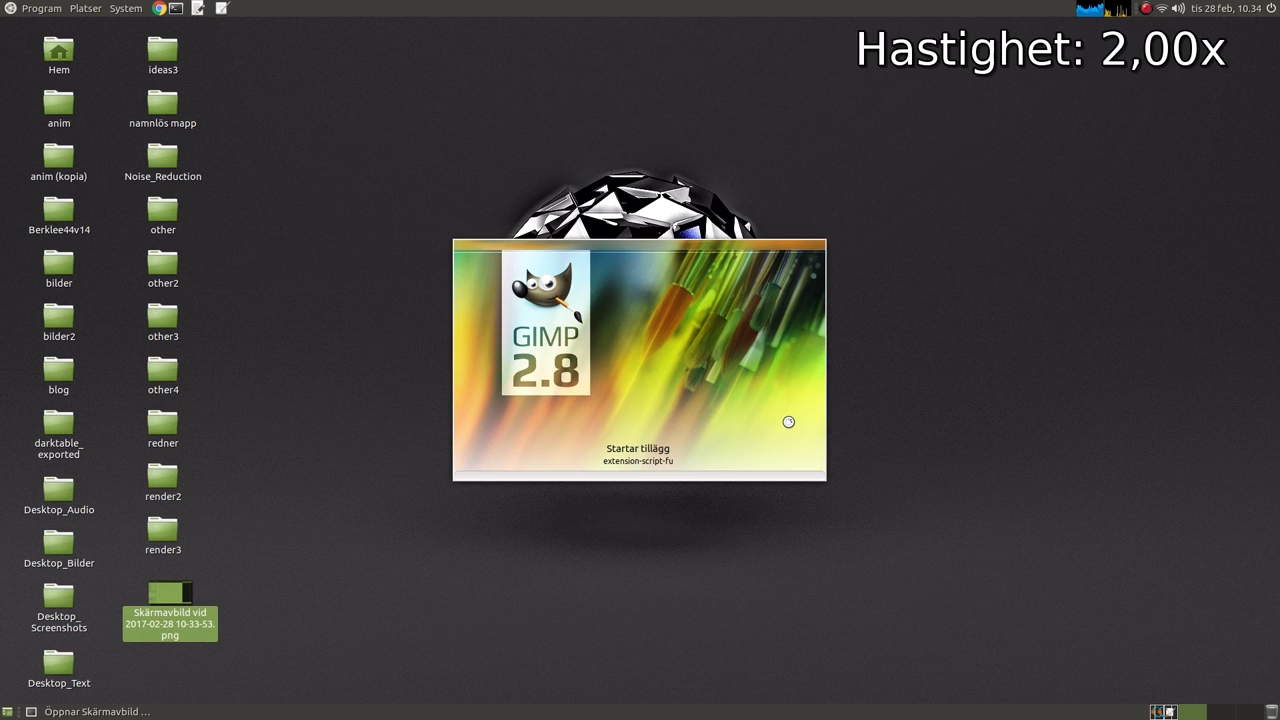 Program Platser System
tis 28 feb, 10.34
Hastighet: 2,00x
Hem
ideas3
anim
namnlös mapp
anim (kopia)
Noise_Reduction
Berklee44v14
other
bilder
other2
bilder2
other3
blog
other4
darktable_
exported
redner
Desktop_Audio
render2
Desktop_Bilder
render3
Desktop_
Screenshots
Skärmavbild vid
2017-02-28 10-33-53.
png
Desktop_Text
GIMP
2.8
Startar tillägg
extension-script-fu
Öppnar Skärmavbild ...